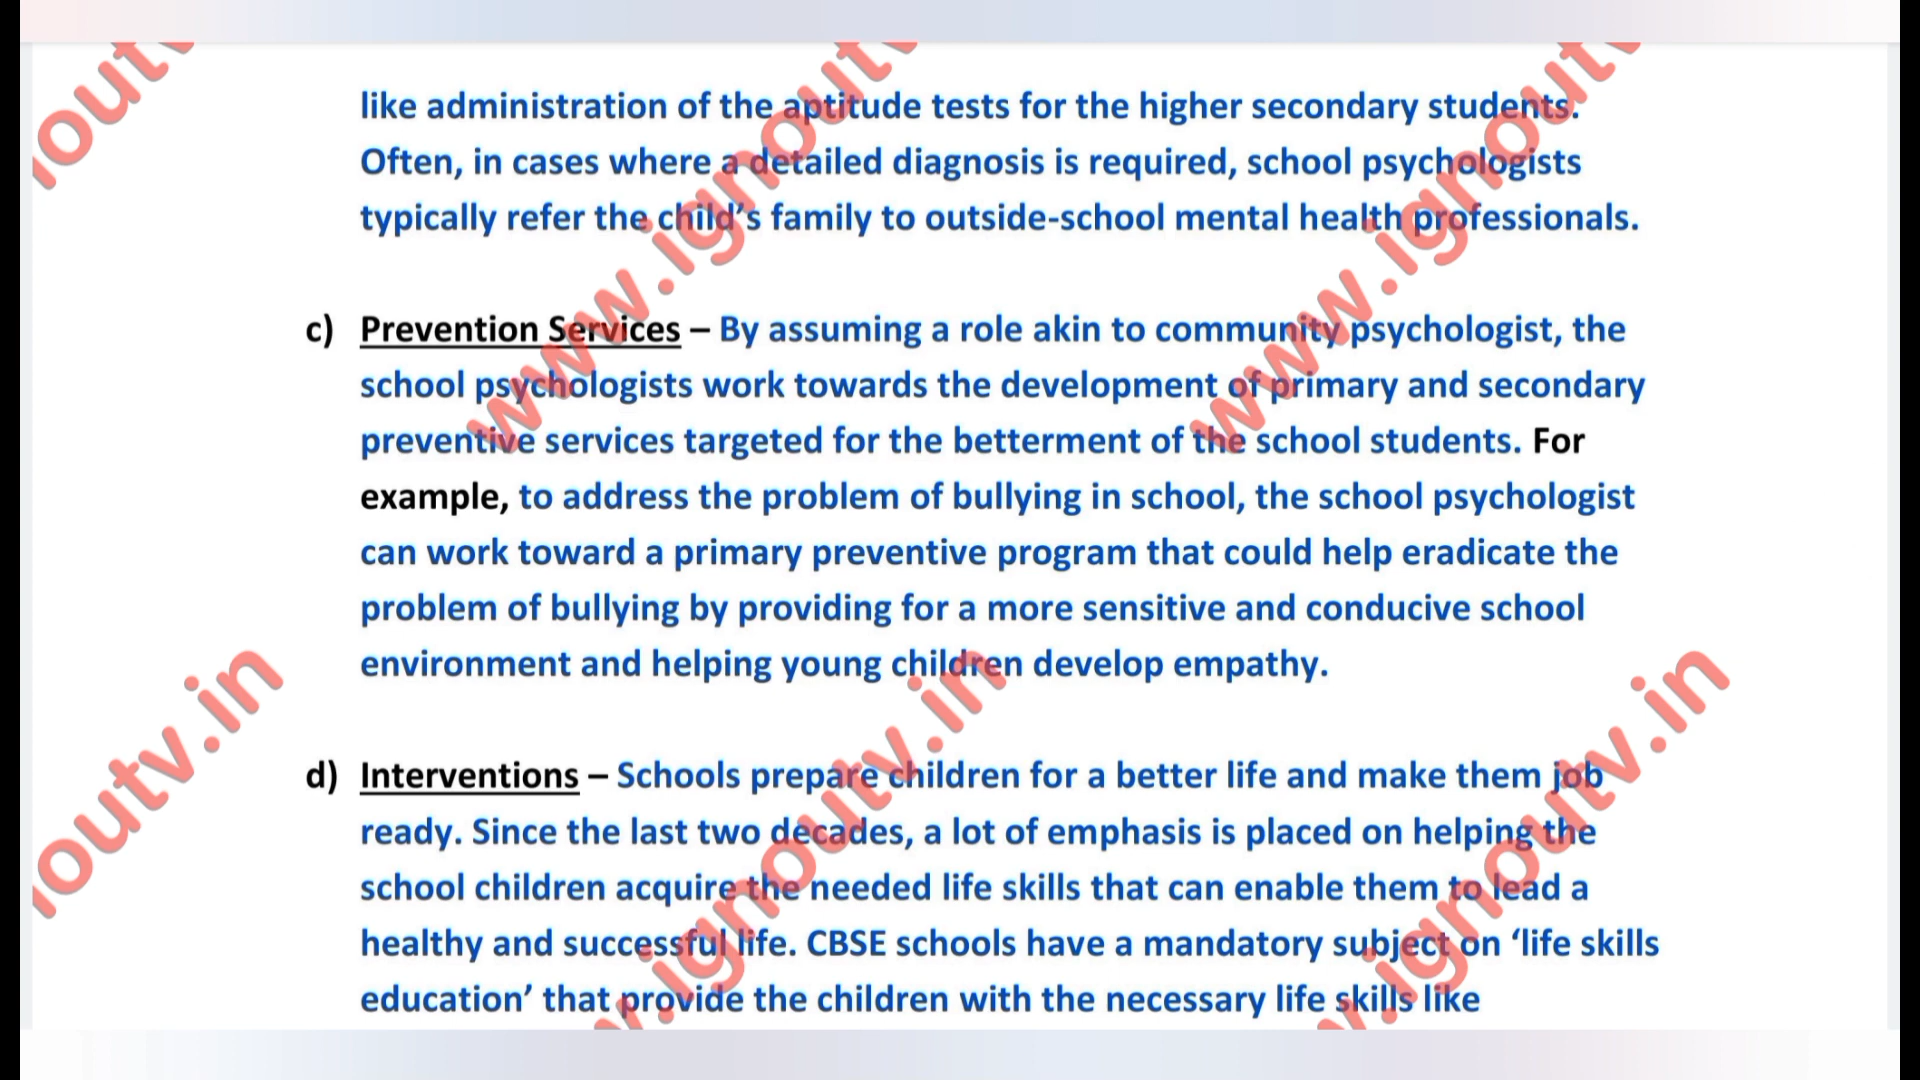 like administration of the aptitude tests for the higher secondary students.
Often, in cases where a detailed diagnosis is required, school psychologists
typically refer the child’s family to outside-school mental health professionals.
c) Prevention Services – By assuming a role akin to community psychologist, the
school psychologists work towards the development of primary and secondary
preventive services targeted for the betterment of the school students. For
example, to address the problem of bullying in school, the school psychologist
can work toward a primary preventive program that could help eradicate the
problem of bullying by providing for a more sensitive and conducive school
environment and helping young children develop empathy.
d) Interventions – Schools prepare children for a better life and make them job
ready. Since the last two decades, a lot of emphasis is placed on helping the
school children acquire the needed life skills that can enable them to lead a
healthy and successful life. CBSE schools have a mandatory subject on ‘life skills
education’ that provide the children with the necessary life skills like
outv
www.ignoutv
www.ignoutv
noutv.in
w.ignoutv.in
w.ignoutv.in